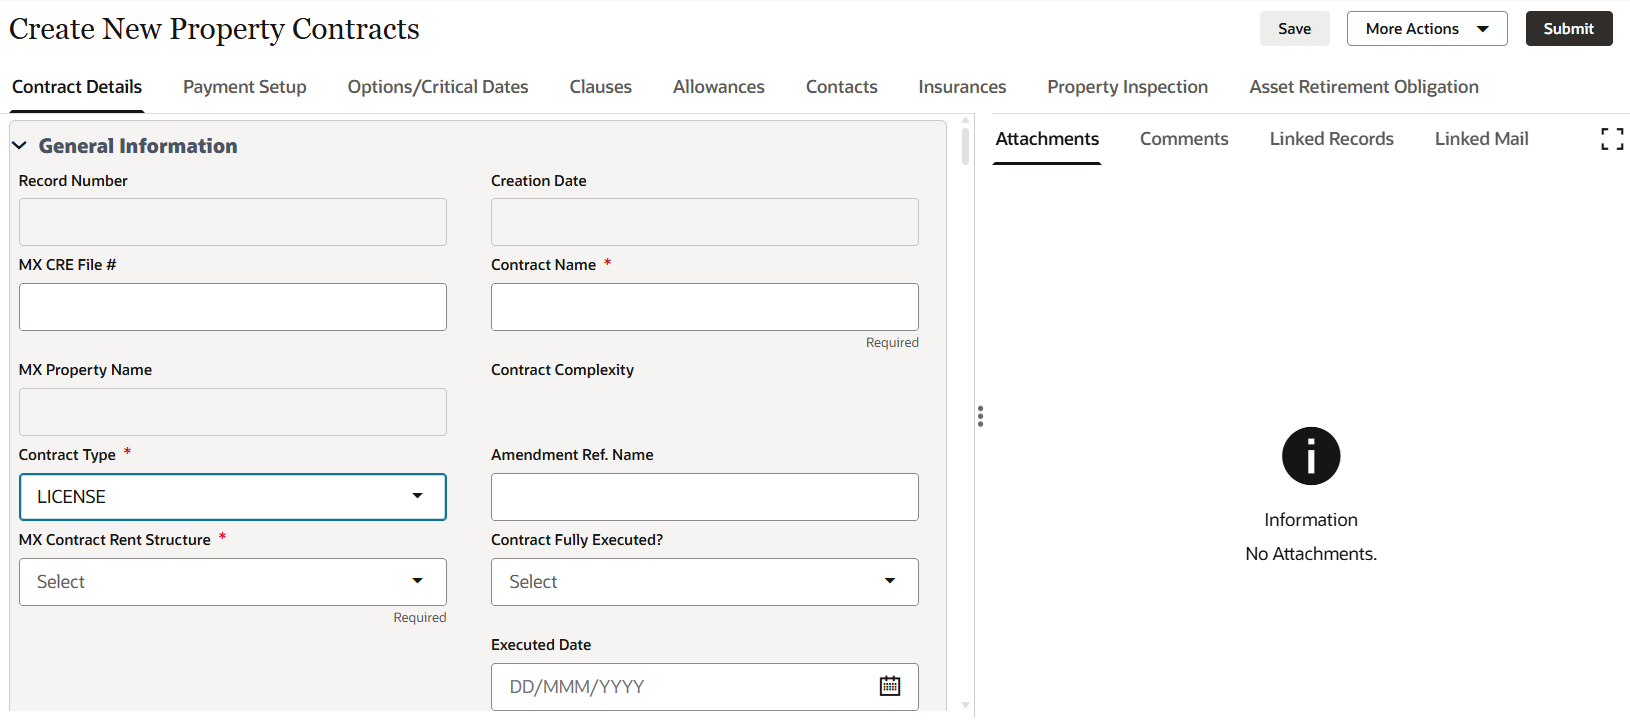 Create New Property Contracts
Save
More Actions
Submit
Contract Details
Payment Setup
Options/Critical Dates
Clauses
Allowances
Contacts
Insurances
Property Inspection
Asset Retirement Obligation
General Information
Record Number
Creation Date
MX CRE File #
Contract Name *
Required
MX Property Name
Contract Complexity
Contract Type *
LICENSE
Amendment Ref. Name
MX Contract Rent Structure *
Select
Required
Contract Fully Executed?
Select
Executed Date
DD/MMM/YYYY
Attachments
Comments
Linked Records
Linked Mail
Information
No Attachments.